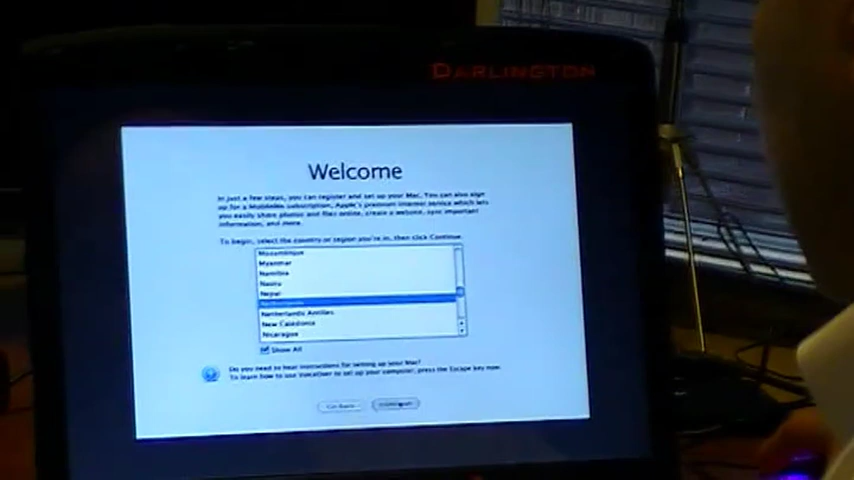 DARLINGTON
Welcome
In just a few steps, you can register and set up your Mac. You can also sign
up for a MobileMe subscription, Apple's premium internet service which lets
you easily share photos and files online, create a website, sync important
information, and more.
To begin, select the country or region you're in, then click Continue.
Mozambique
Myanmar
Namibia
Nauru
Nepal
Netherlands
Netherlands Antilles
New Caledonia
Nicaragua
Show All
Do you need to hear instructions for setting up your Mac?
To learn how to use VoiceOver to set up your computer, press the Escape key now.
Go Back
Continue